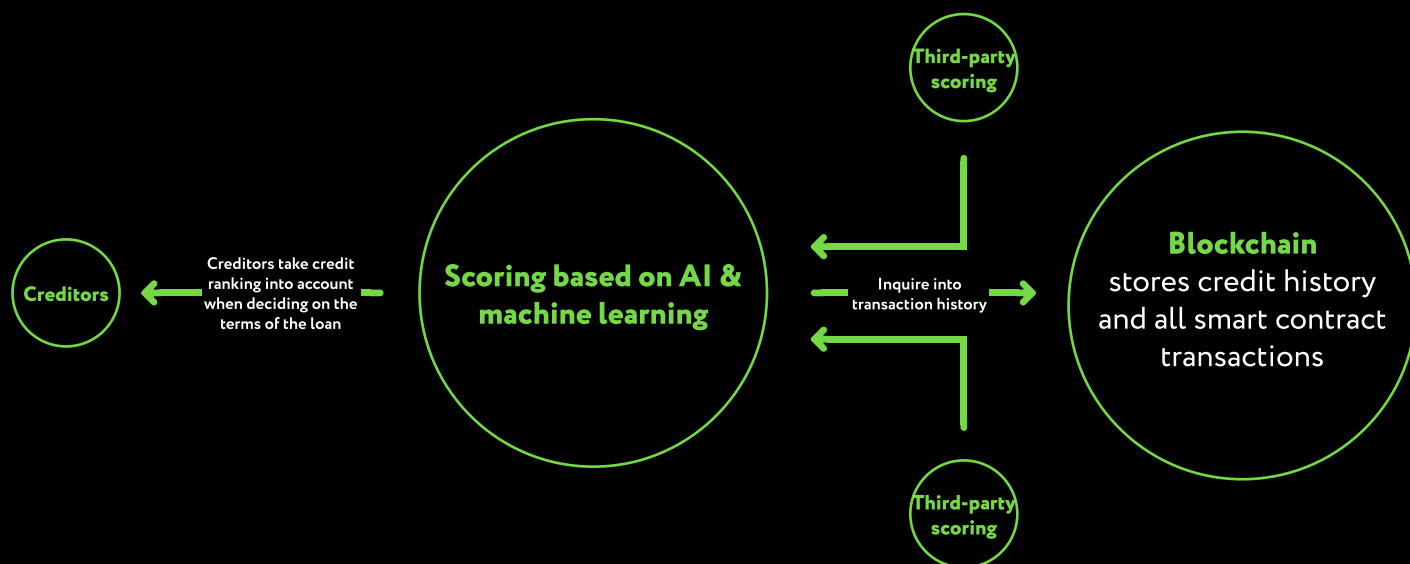 Third-party
scoring
Creditors
Creditors take credit
ranking into account
when deciding on the
terms of the loan
Scoring based on AI &
machine learning
Inquire into
transaction history
Blockchain
stores credit history
and all smart contract
transactions
Third-party
scoring